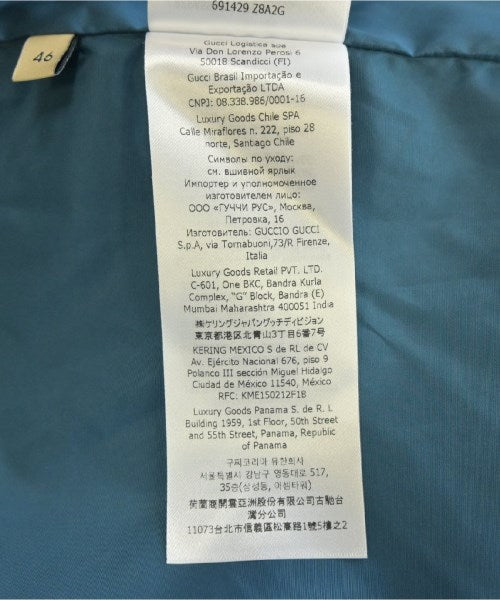 691429 Z8A2G
46
Gucci Logistica spa
Via Don Lorenzo Perosi 6
50018 Scandicci (FI)
Gucci Brasil Importação e
Exportação LTDA
CNPJ: 08.338.986/0001-16
Luxury Goods Chile SPA
Calle Miraflores n. 222, piso 28
norte, Santiago Chile
Символы по уходу:
см. вшивной ярлык
Импортер и уполномоченное
изготовителем лицо:
ООО «ГУЧЧИ РУС», Москва,
Петровка, 16
Изготовитель: GUCCIO GUCCI
S.p.A, via Tornabuoni,73/R Firenze,
Italia
Luxury Goods Retail PVT. LTD.
C-601, One BKC, Bandra Kurla
Complex, "G" Block, Bandra (E)
Mumbai Maharashtra 400051 India
㈱ケリングジャパングッチディビジョン
東京都港区北青山3丁目6番7号
KERING MEXICO S de RL de CV
Av. Ejército Nacional 676, piso 9
Polanco III sección Miguel Hidalgo
Ciudad de México 11540, México
RFC: KME150212F1B
Luxury Goods Panama S. de R. L
Building 1959, 1st Floor, 50th Street
and 55th Street, Panama, Republic
of Panama
구찌코리아 유한회사
서울특별시 강남구 영동대로 517,
35층(삼성동, 아셈타워)
荷蘭商開雲亞洲股份有限公司古馳台
灣分公司
11073台北市信義區松高路1號5樓之2